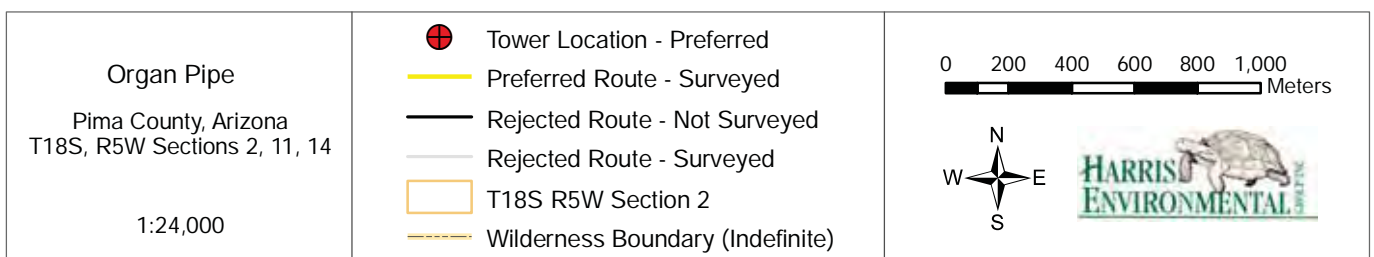 Organ Pipe
Pima County, Arizona
T18S, R5W Sections 2, 11, 14
1:24,000
Tower Location - Preferred
Preferred Route - Surveyed
Rejected Route - Not Surveyed
Rejected Route - Surveyed
T18S R5W Section 2
Wilderness Boundary (Indefinite)
0 200 400 600 800 1,000
Meters
N
W E
S
HARRIS
ENVIRONMENTAL
GROUP, INC.